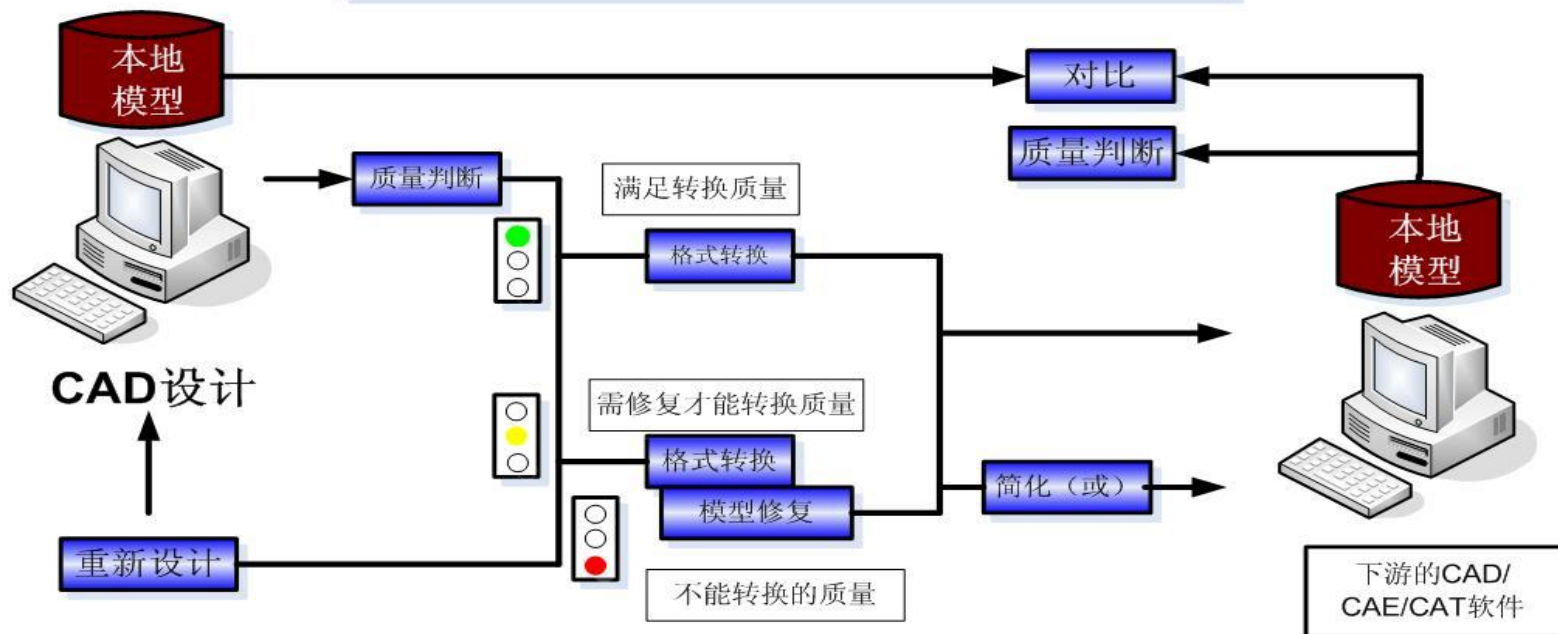 本地
模型
对比
质量判断
质量判断
满足转换质量
格式转换
本地
模型
CAD设计
需修复才能转换质量
格式转换
模型修复
简化（或）
重新设计
不能转换的质量
下游的CAD/
CAE/CAT软件